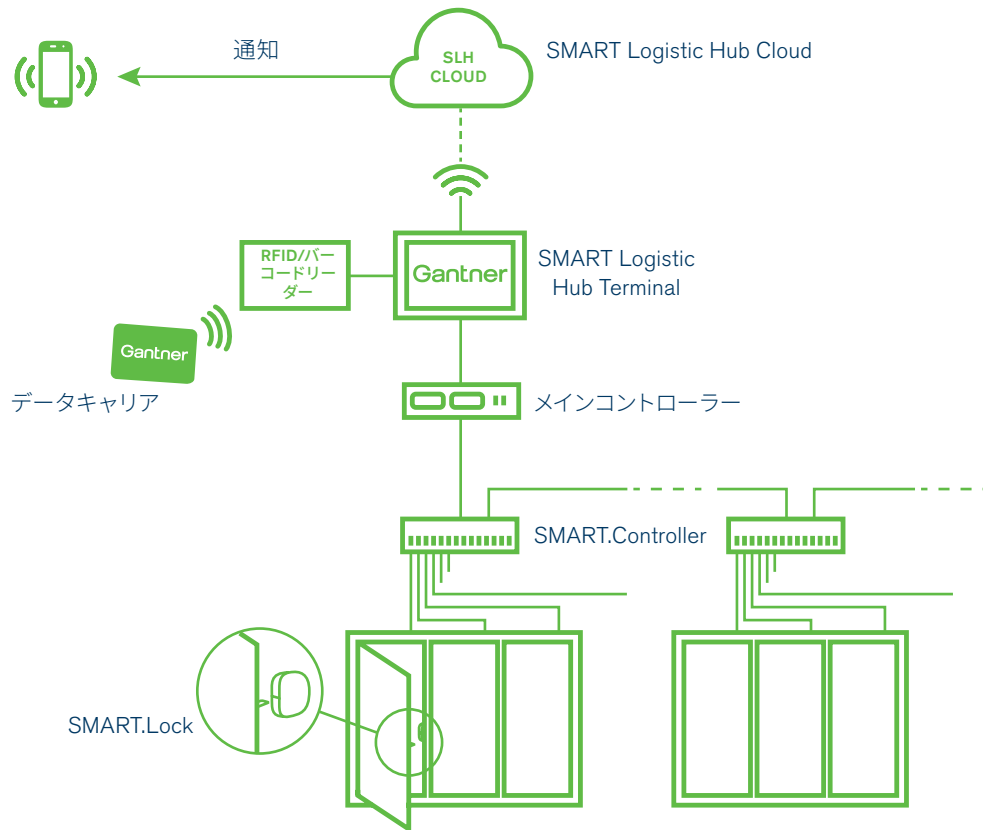 通知
SLH
CLOUD
SMART Logistic Hub Cloud
RFID/バー
コードリー
ダー
Gantner
SMART Logistic
Hub Terminal
Gantner
データキャリア
メインコントローラー
SMART.Controller
SMART.Lock